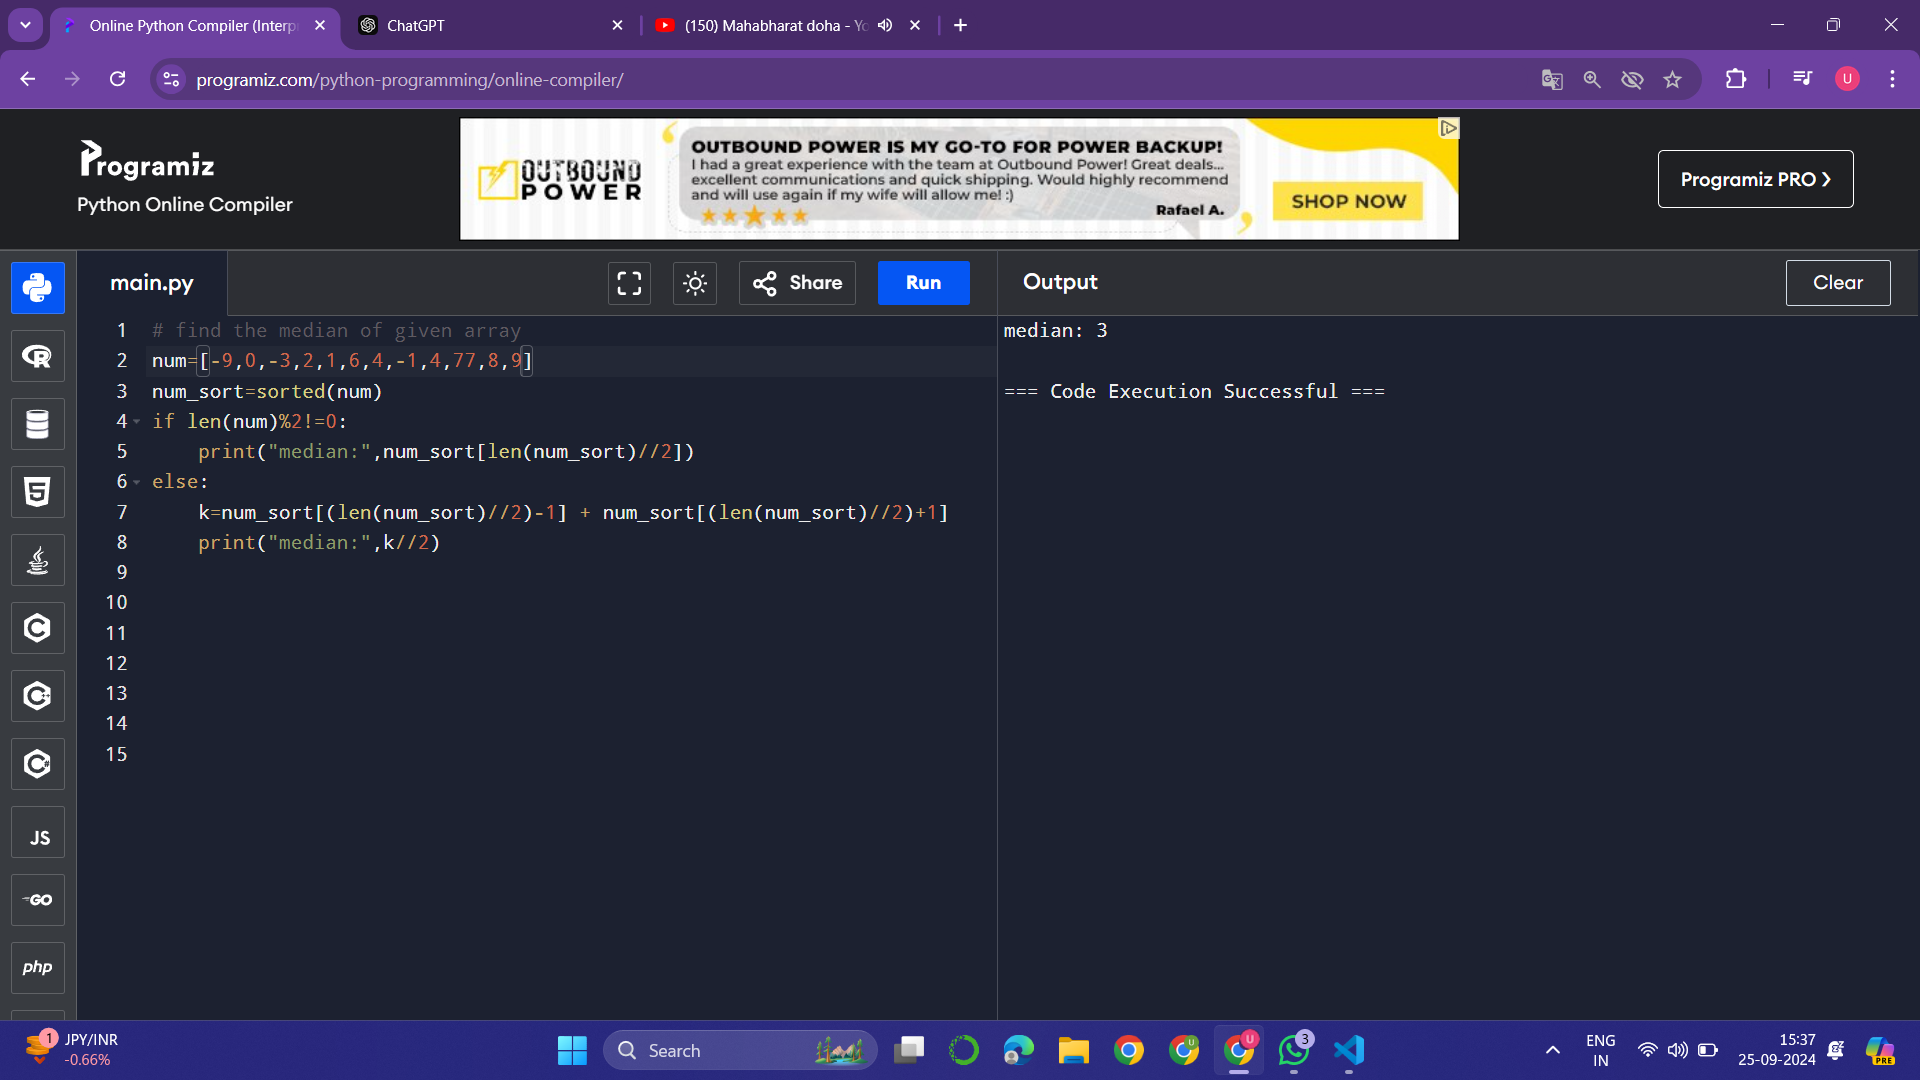 Online Python Compiler (Interp
ChatGPT
(150) Mahabharat doha - Yo
programiz.com/python-programming/online-compiler/
U
Programiz
Python Online Compiler
OUTBOUND POWER
OUTBOUND POWER IS MY GO-TO FOR POWER BACKUP!
I had a great experience with the team at Outbound Power! Great deals...
excellent communications and quick shipping. Would highly recommend
and will use again if my wife will allow me! :)
Rafael A.
SHOP NOW
Programiz PRO ❯
main.py
Share
Run
Output
Clear
1 # find the median of given array
2 num=[-9,0,-3,2,1,6,4,-1,4,77,8,9]
3 num_sort=sorted(num)
4 if len(num)%2!=0:
5     print("median:",num_sort[len(num_sort)//2])
6 else:
7     k=num_sort[(len(num_sort)//2)-1] + num_sort[(len(num_sort)//2)+1]
8     print("median:",k//2)
9
10
11
12
13
14
15
median: 3
=== Code Execution Successful ===
R
5
C
C++
C#
JS
GO
php
1
JPY/INR
-0.66%
Search
U
U
3
ENG
IN
15:37
25-09-2024
PRE